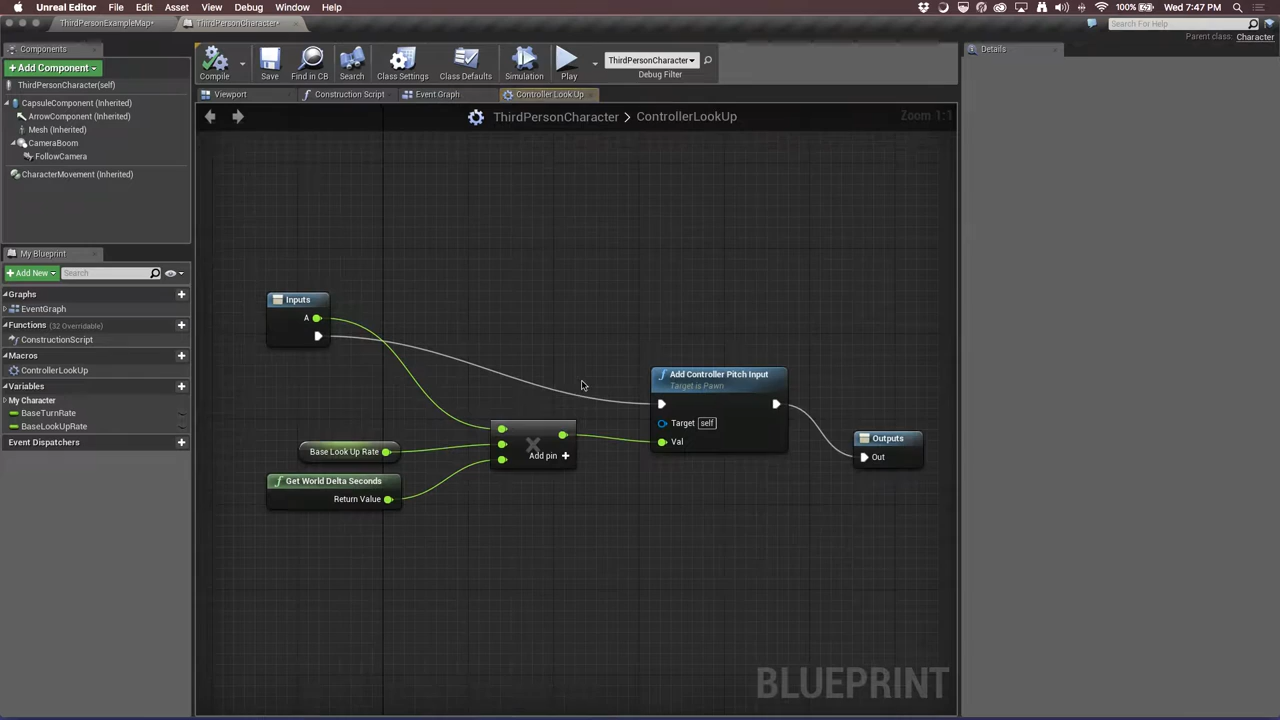 Unreal Editor File Edit Asset View Debug Window Help 100% Wed 7:47 PM
ThirdPersonExampleMap• ThirdPersonCharacter• Search For Help
Parent class: Character
Components
+ Add Component
ThirdPersonCharacter(self)
CapsuleComponent (Inherited)
ArrowComponent (Inherited)
Mesh (Inherited)
CameraBoom
FollowCamera
CharacterMovement (Inherited)
My Blueprint
+ Add New Search
Graphs
EventGraph
Functions (32 Overridable)
ConstructionScript
Macros
ControllerLookUp
Variables
My Character
BaseTurnRate
BaseLookUpRate
Event Dispatchers
Compile Save Find in CB Search Class Settings Class Defaults Simulation Play
ThirdPersonCharacter
Debug Filter
Viewport Construction Script Event Graph Controller Look Up
ThirdPersonCharacter > ControllerLookUp Zoom 1:1
Inputs
A
Base Look Up Rate
Get World Delta Seconds
Return Value
Add pin +
Add Controller Pitch Input
Target is Pawn
Target self
Val
Outputs
Out
BLUEPRINT
Details